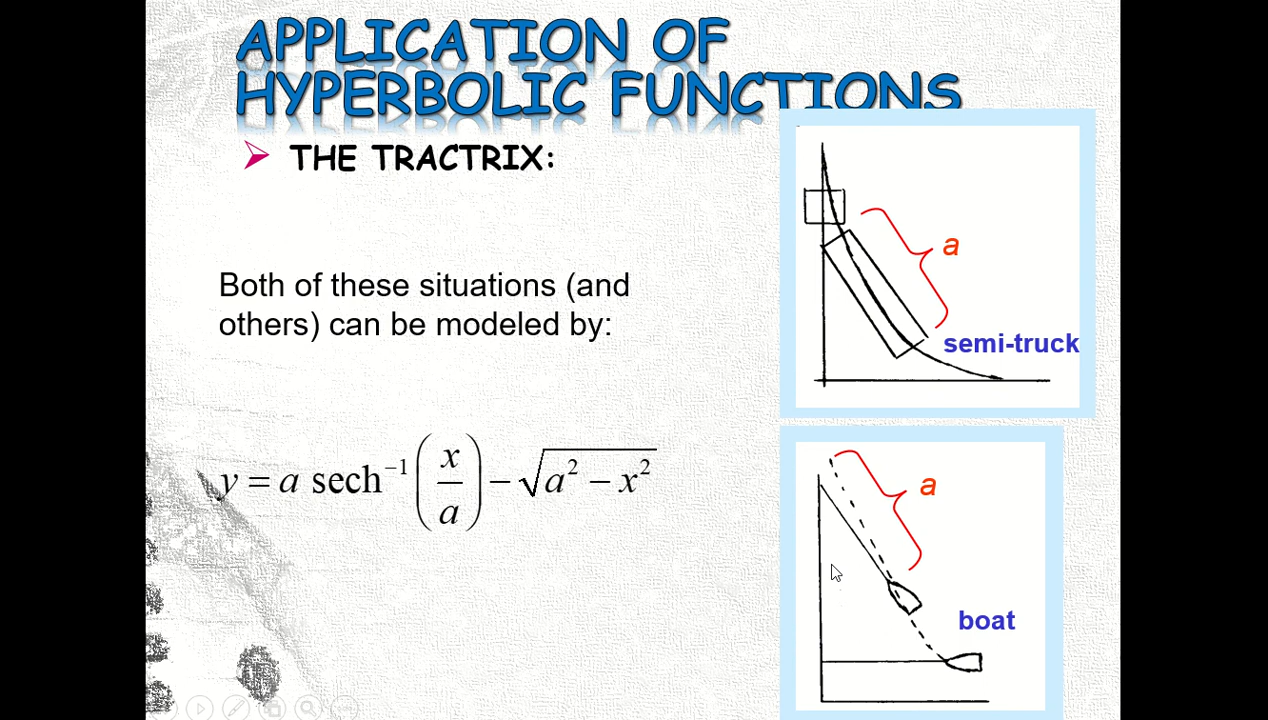 APPLICATION OF
HYPERBOLIC FUNCTIONS
THE TRACTRIX:
a
semi-truck
Both of these situations (and
others) can be modeled by:
y = a sech⁻¹(x/a) − √(a² − x²)
a
boat